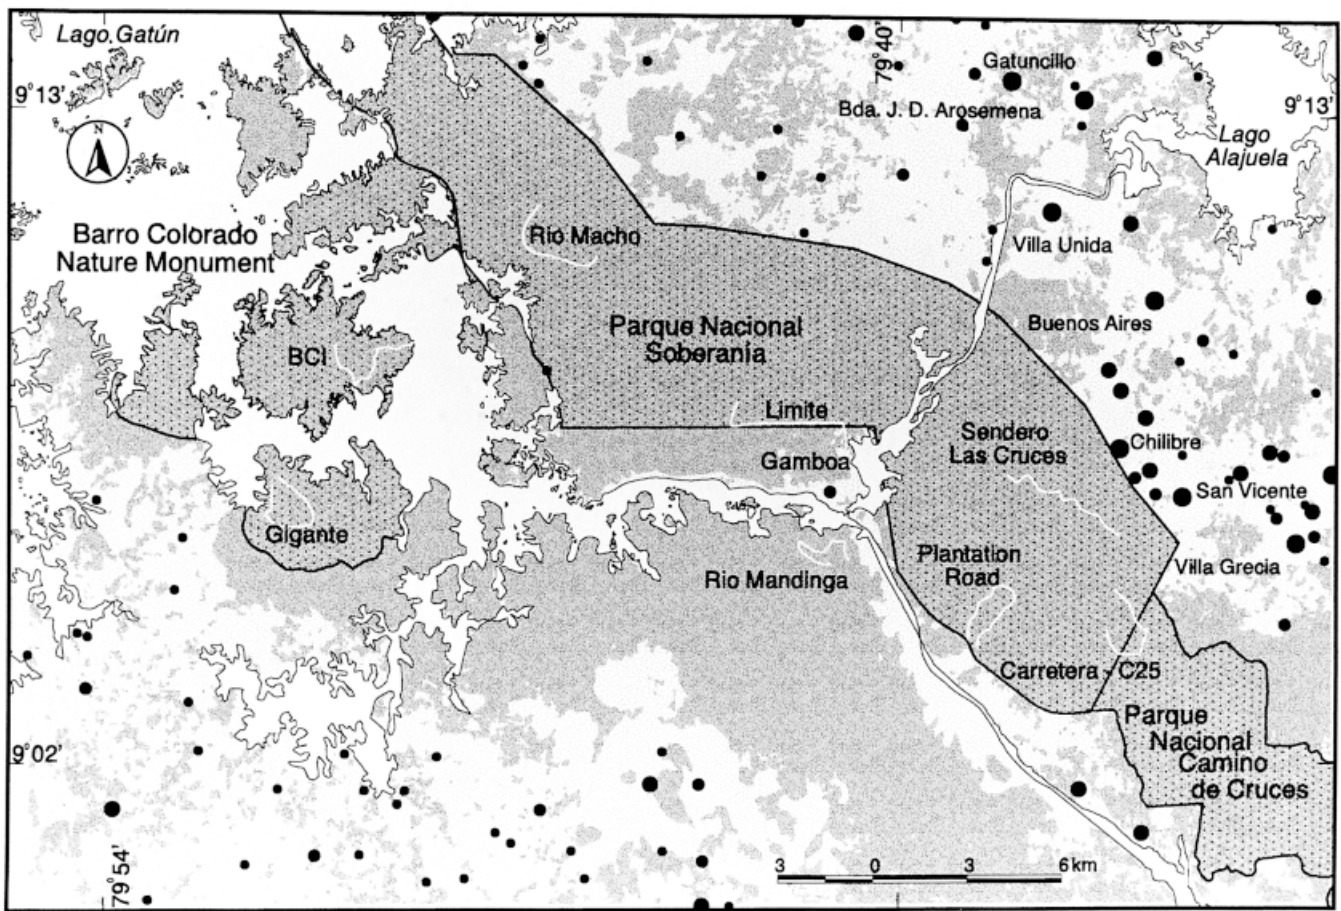 Lago Gatún
79°40'
Gatuncillo
9°13'
Bda. J. D. Arosemena
9°13'
N
Lago
Alajuela
Barro Colorado
Nature Monument
Rio Macho
Villa Unida
Parque Nacional
Soberanía
Buenos Aires
BCI
Limite
Sendero
Las Cruces
Chilibre
Gamboa
San Vicente
Gigante
Plantation
Road
Villa Grecia
Rio Mandinga
Carretera - C25
Parque
Nacional
Camino
de Cruces
9°02'
79°54'
3 0 3 6 km